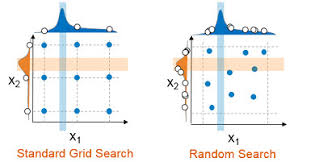 X₂
X₂
X₁
X₁
Standard Grid Search
Random Search